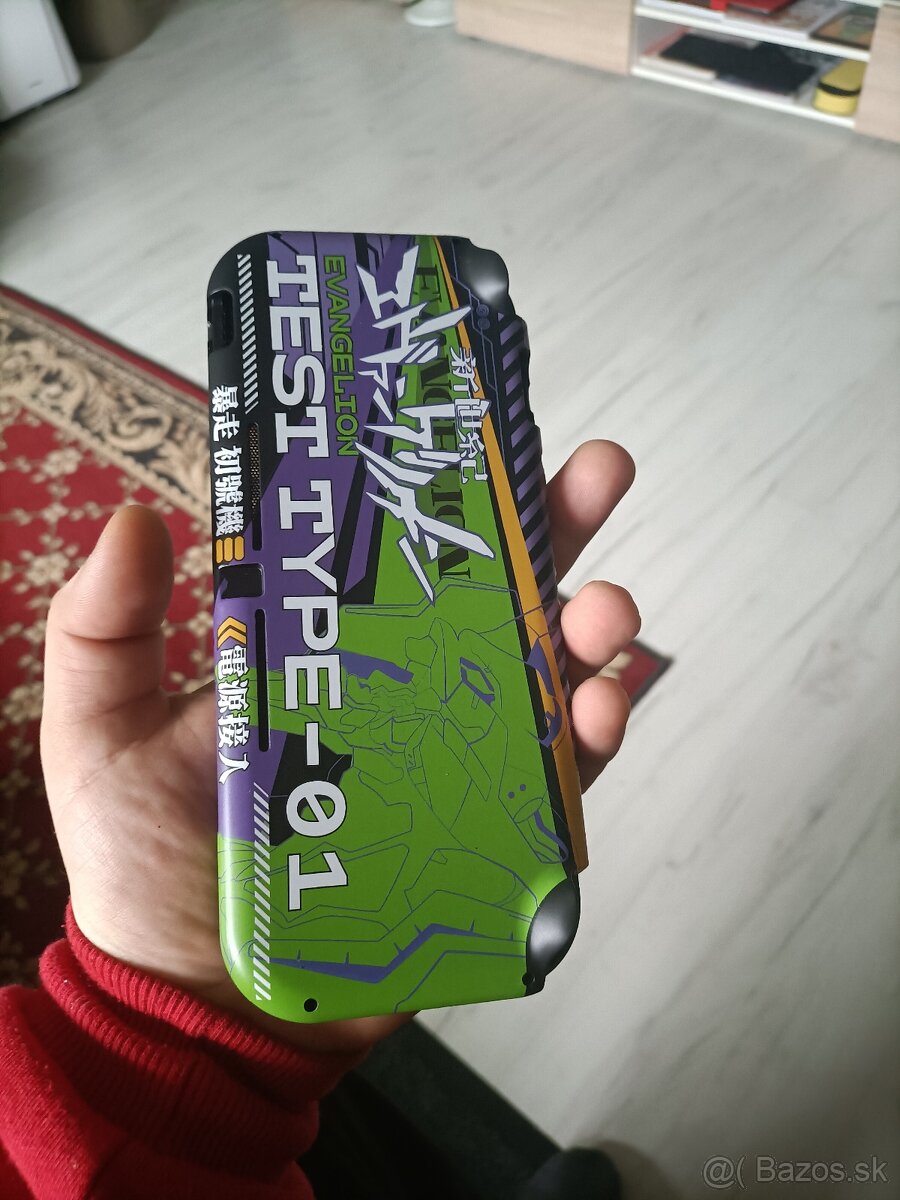 新世紀
エヴァンゲリオン
EVANGELION
EVANGELION
TEST TYPE-01
暴走 初號機
《電源接入
@( Bazos.sk